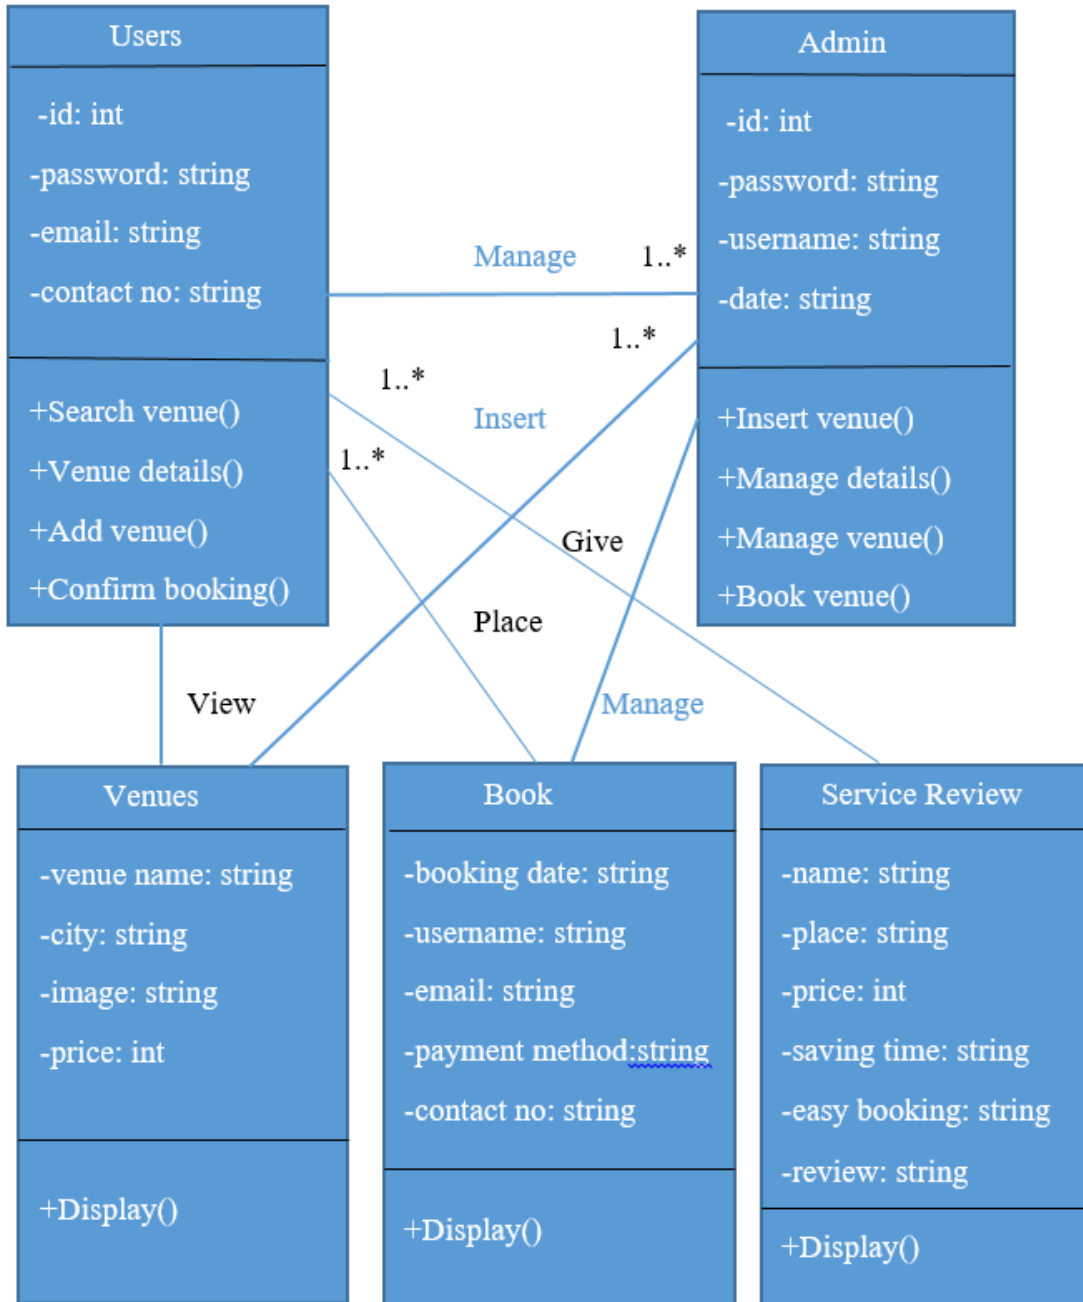 Users
-id: int
-password: string
-email: string
-contact no: string
+Search venue()
+Venue details()
+Add venue()
+Confirm booking()
Admin
-id: int
-password: string
-username: string
-date: string
+Insert venue()
+Manage details()
+Manage venue()
+Book venue()
Manage
1..*
1..*
1..*
Insert
1..*
Give
Place
View
Manage
Venues
-venue name: string
-city: string
-image: string
-price: int
+Display()
Book
-booking date: string
-username: string
-email: string
-payment method:string
-contact no: string
+Display()
Service Review
-name: string
-place: string
-price: int
-saving time: string
-easy booking: string
-review: string
+Display()